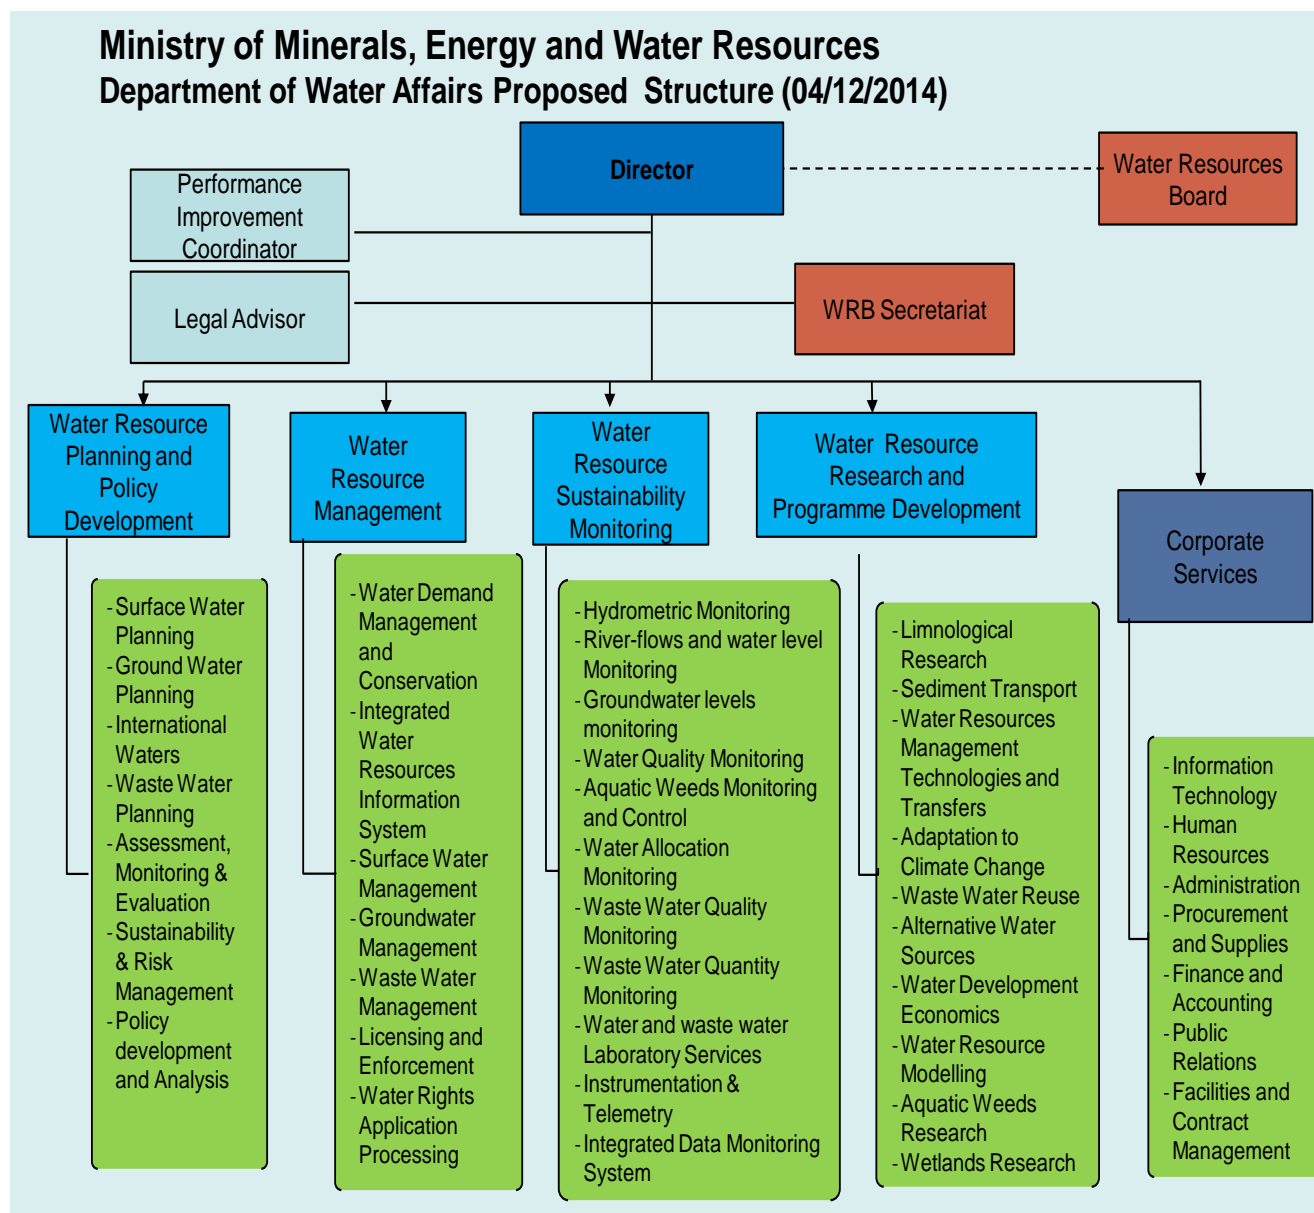 Ministry of Minerals, Energy and Water Resources
Department of Water Affairs Proposed Structure (04/12/2014)
Director
Water Resources
Board
Performance
Improvement
Coordinator
Legal Advisor
WRB Secretariat
Water Resource
Planning and
Policy
Development
Water
Resource
Management
Water
Resource
Sustainability
Monitoring
Water Resource
Research and
Programme Development
Corporate
Services
-Surface Water
Planning
-Ground Water
Planning
-International
Waters
-Waste Water
Planning
-Assessment,
Monitoring &
Evaluation
-Sustainability
& Risk
Management
-Policy
development
and Analysis
-Water Demand
Management
and
Conservation
-Integrated
Water
Resources
Information
System
-Surface Water
Management
-Groundwater
Management
-Waste Water
Management
-Licensing and
Enforcement
-Water Rights
Application
Processing
-Hydrometric Monitoring
-River-flows and water level
Monitoring
-Groundwater levels
monitoring
-Water Quality Monitoring
-Aquatic Weeds Monitoring
and Control
-Water Allocation
Monitoring
-Waste Water Quality
Monitoring
-Waste Water Quantity
Monitoring
-Water and waste water
Laboratory Services
-Instrumentation &
Telemetry
-Integrated Data Monitoring
System
-Limnological
Research
-Sediment Transport
-Water Resources
Management
Technologies and
Transfers
-Adaptation to
Climate Change
-Waste Water Reuse
-Alternative Water
Sources
-Water Development
Economics
-Water Resource
Modelling
-Aquatic Weeds
Research
-Wetlands Research
-Information
Technology
-Human
Resources
-Administration
-Procurement
and Supplies
-Finance and
Accounting
-Public
Relations
-Facilities and
Contract
Management